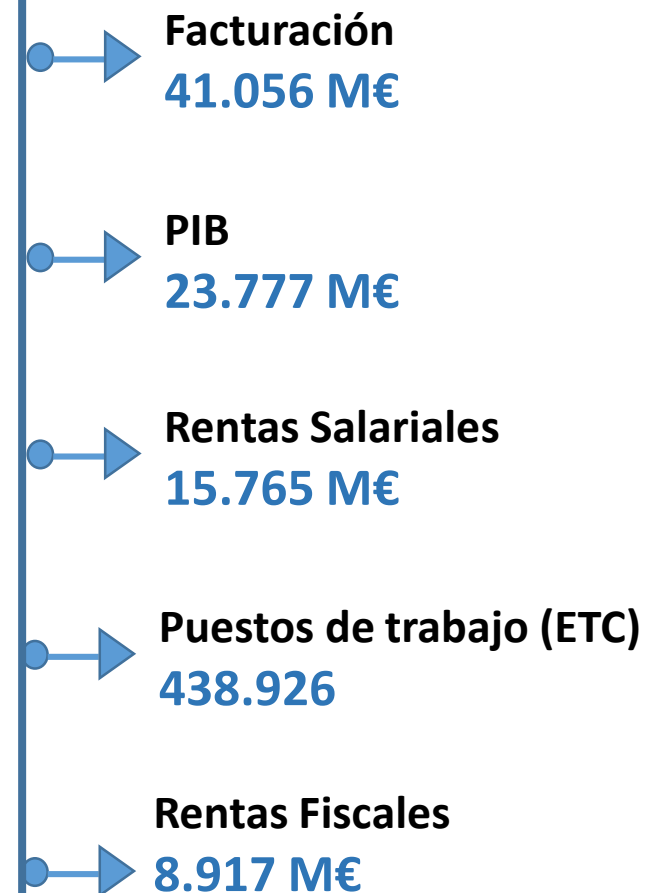 Facturación
41.056 M€
PIB
23.777 M€
Rentas Salariales
15.765 M€
Puestos de trabajo (ETC)
438.926
Rentas Fiscales
8.917 M€